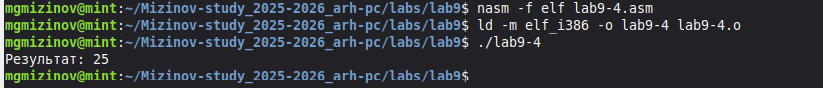 mgmizinov@mint:~/Mizinov-study_2025-2026_arh-pc/labs/lab9$ nasm -f elf lab9-4.asm
mgmizinov@mint:~/Mizinov-study_2025-2026_arh-pc/labs/lab9$ ld -m elf_i386 -o lab9-4 lab9-4.o
mgmizinov@mint:~/Mizinov-study_2025-2026_arh-pc/labs/lab9$ ./lab9-4
Результат: 25
mgmizinov@mint:~/Mizinov-study_2025-2026_arh-pc/labs/lab9$